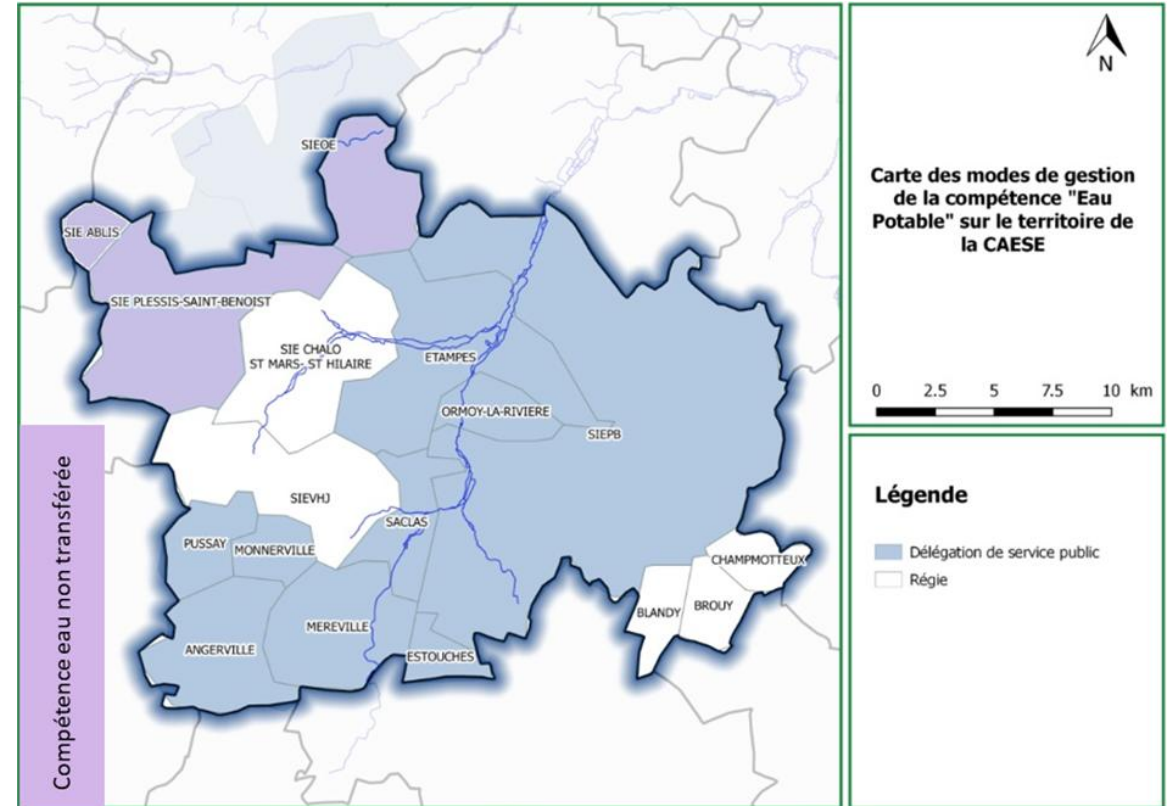 SIEOE
SIE ABLIS
SIE PLESSIS-SAINT-BENOIST
SIE CHALO
ST MARS- ST HILAIRE
ETAMPES
ORMOY-LA-RIVIERE
SIEPB
SIEVHJ
SACLAS
PUSSAY
MONNERVILLE
CHAMPMOTTEUX
BLANDY
BROUY
MEREVILLE
ANGERVILLE
ESTOUCHES
Compétence eau non transférée
N
Carte des modes de gestion
de la compétence "Eau
Potable" sur le territoire de
la CAESE
0 2.5 5 7.5 10 km
Légende
Délégation de service public
Régie